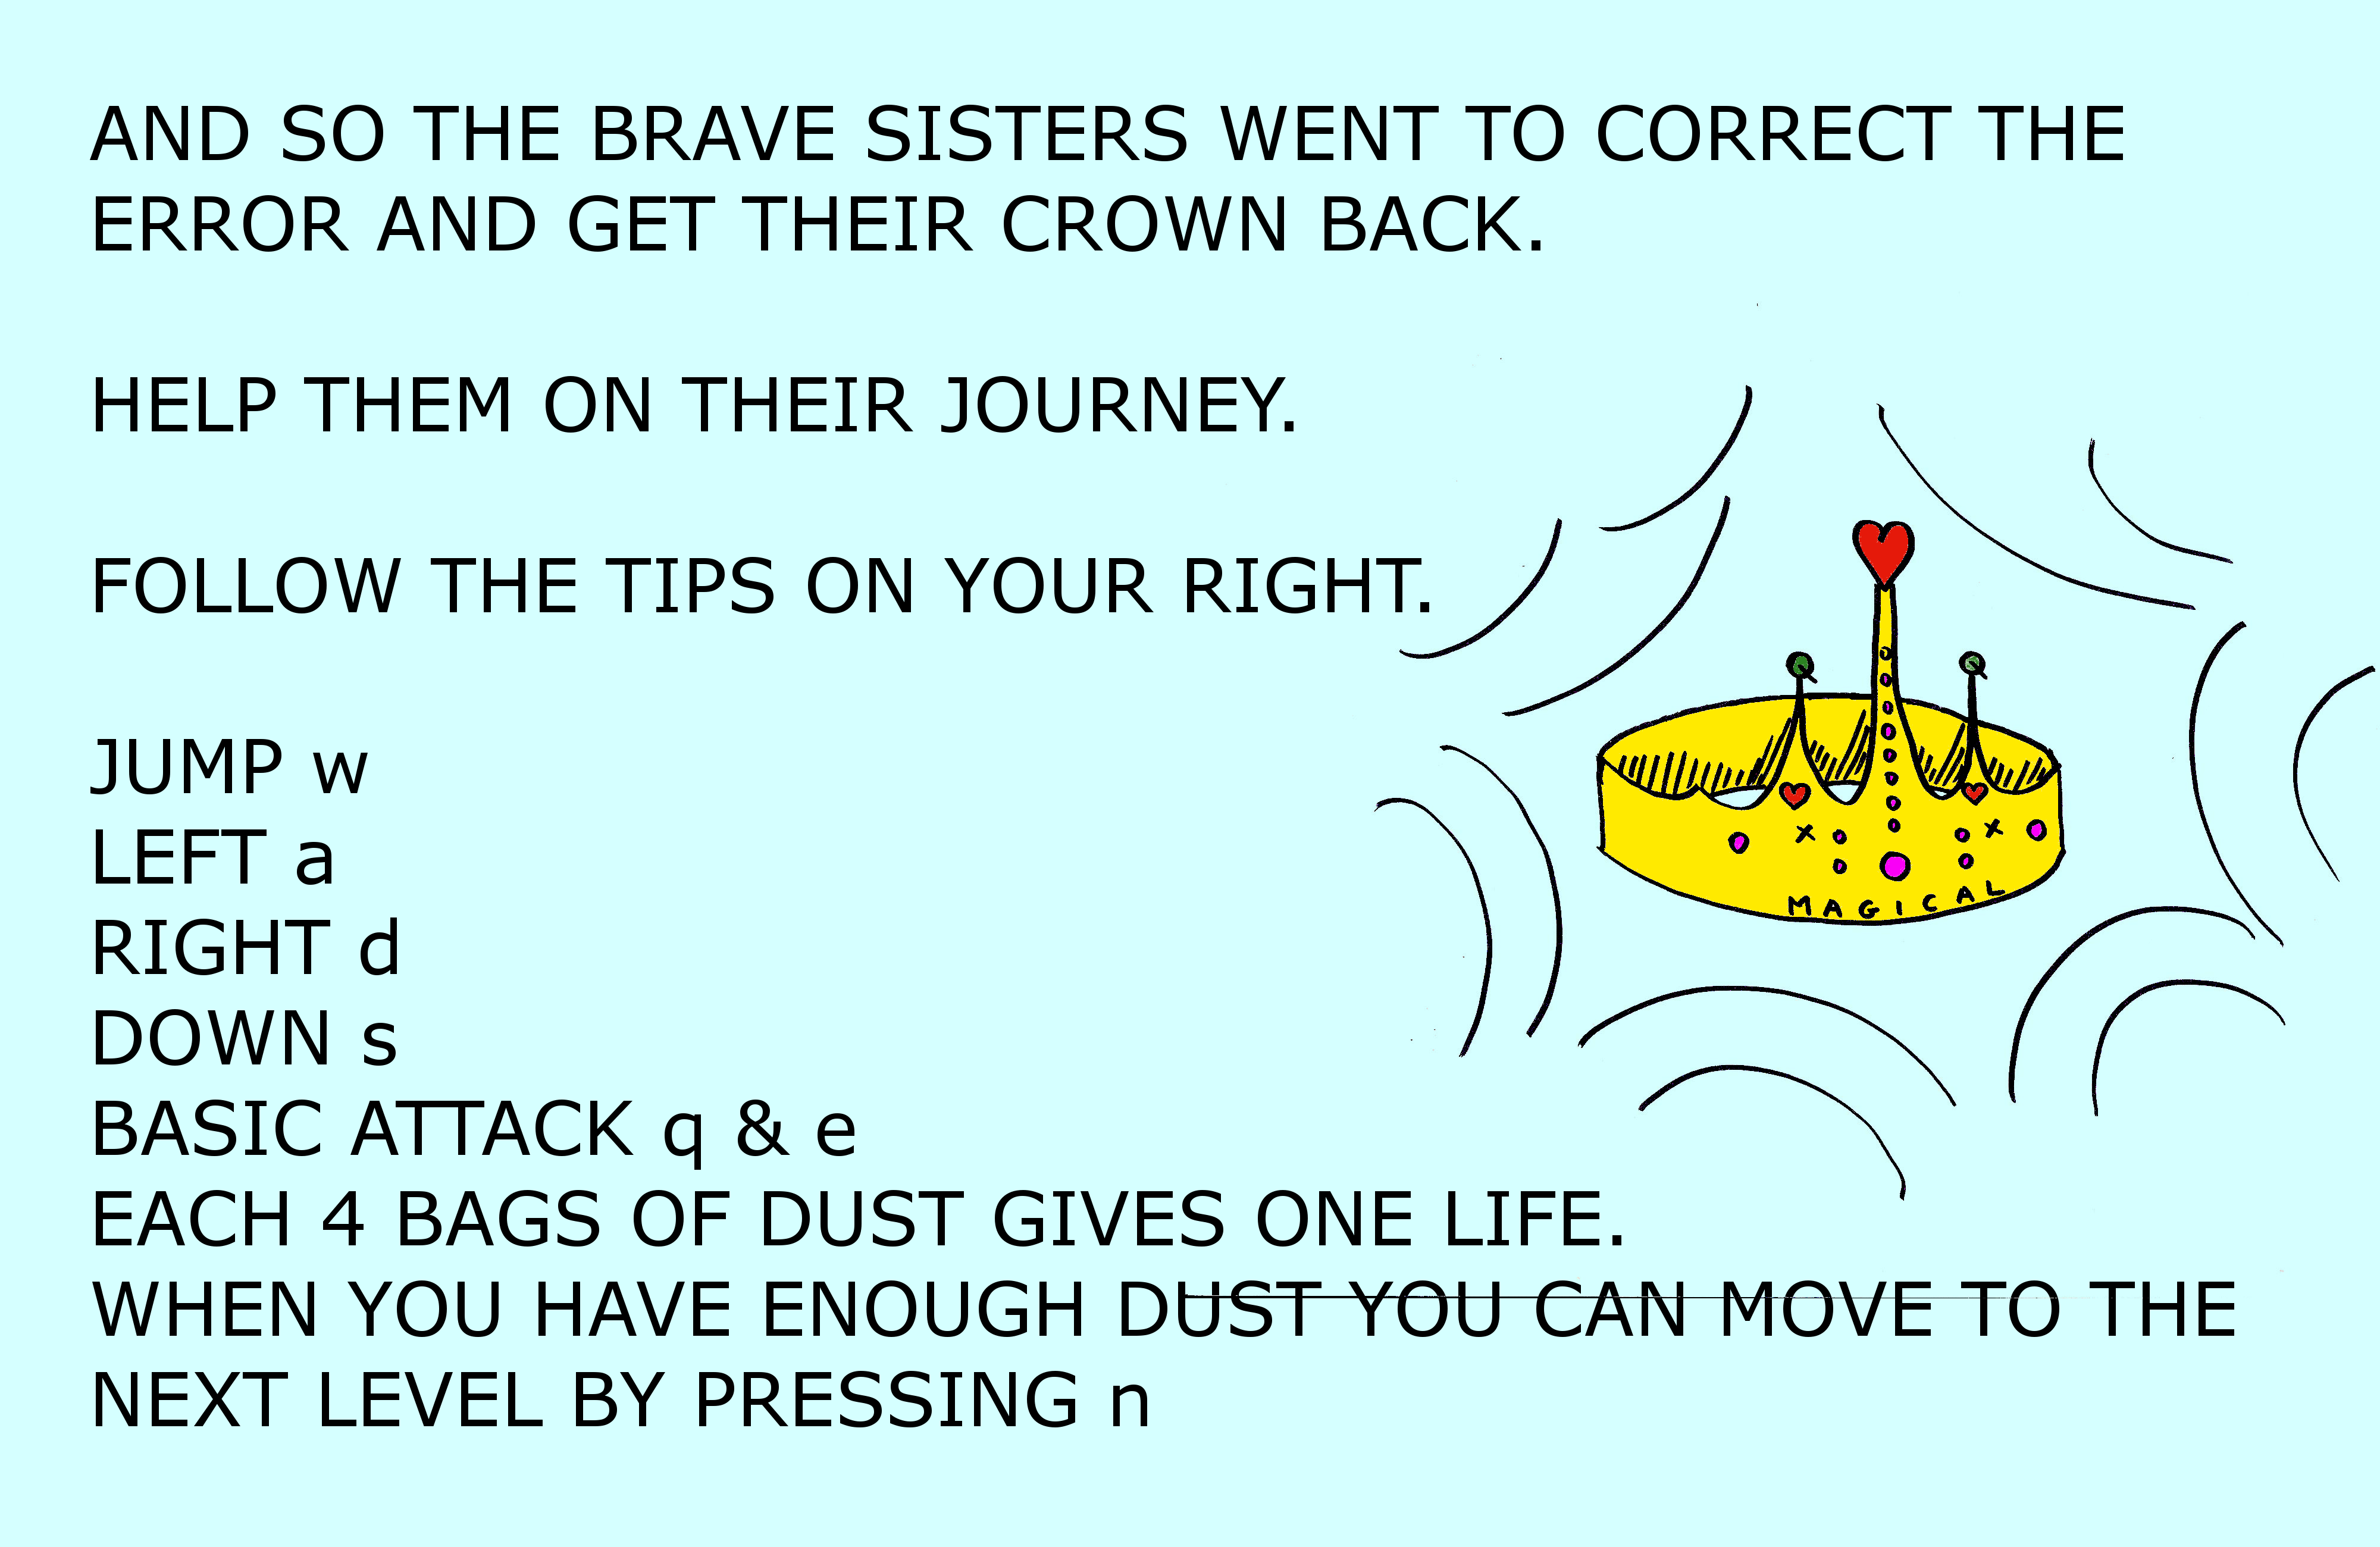 AND SO THE BRAVE SISTERS WENT TO CORRECT THE
ERROR AND GET THEIR CROWN BACK.
HELP THEM ON THEIR JOURNEY.
FOLLOW THE TIPS ON YOUR RIGHT.
JUMP w
LEFT a
RIGHT d
DOWN s
BASIC ATTACK q & e
EACH 4 BAGS OF DUST GIVES ONE LIFE.
WHEN YOU HAVE ENOUGH DUST YOU CAN MOVE TO THE
NEXT LEVEL BY PRESSING n
MAGICAL